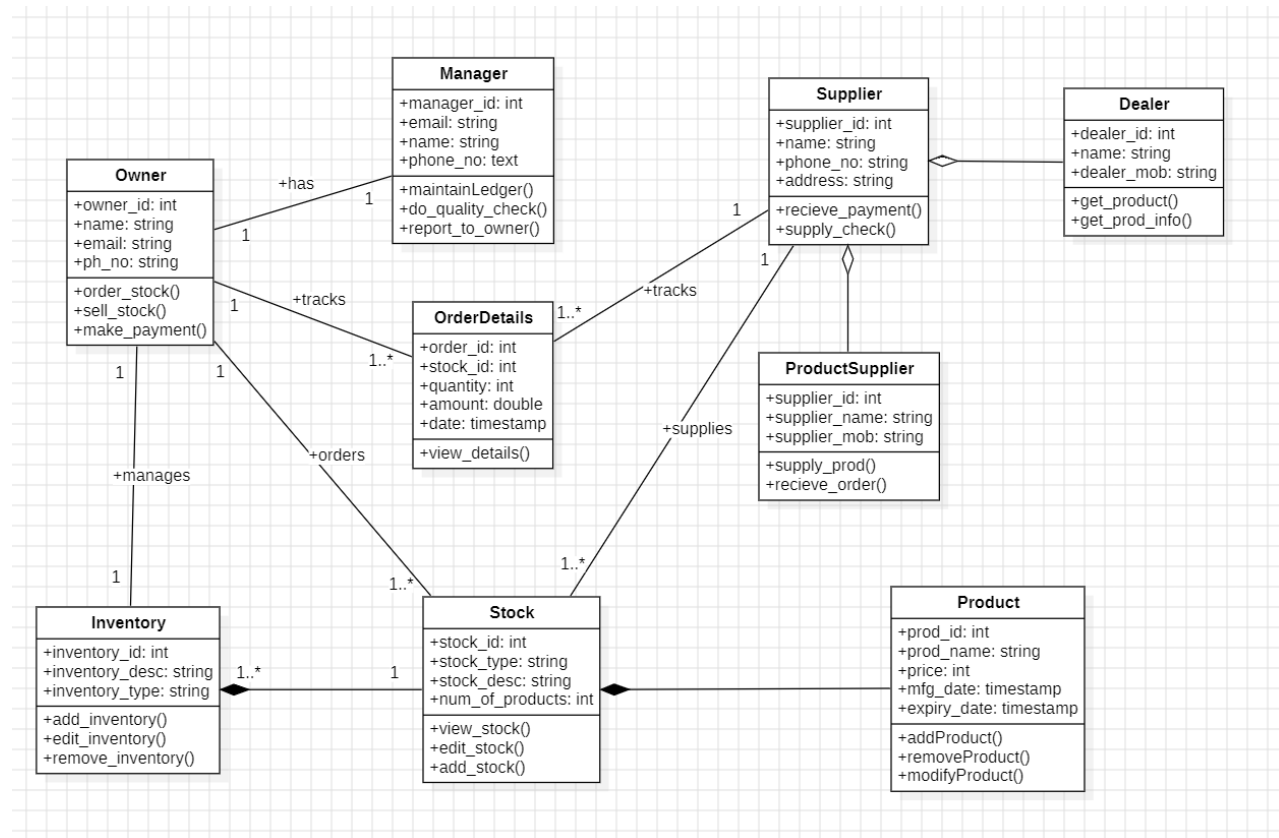 Manager
+manager_id: int
+email: string
+name: string
+phone_no: text
+maintainLedger()
+do_quality_check()
+report_to_owner()
Supplier
+supplier_id: int
+name: string
+phone_no: string
+address: string
+recieve_payment()
+supply_check()
Dealer
+dealer_id: int
+name: string
+dealer_mob: string
+get_product()
+get_prod_info()
Owner
+owner_id: int
+name: string
+email: string
+ph_no: string
+order_stock()
+sell_stock()
+make_payment()
+has
1
1
+tracks
1
1..*
OrderDetails
+order_id: int
+stock_id: int
+quantity: int
+amount: double
+date: timestamp
+view_details()
1
+tracks
1..*
1
+supplies
1..*
ProductSupplier
+supplier_id: int
+supplier_name: string
+supplier_mob: string
+supply_prod()
+recieve_order()
1
+manages
1
1
+orders
1..*
Inventory
+inventory_id: int
+inventory_desc: string
+inventory_type: string
+add_inventory()
+edit_inventory()
+remove_inventory()
1..*
1
Stock
+stock_id: int
+stock_type: string
+stock_desc: string
+num_of_products: int
+view_stock()
+edit_stock()
+add_stock()
Product
+prod_id: int
+prod_name: string
+price: int
+mfg_date: timestamp
+expiry_date: timestamp
+addProduct()
+removeProduct()
+modifyProduct()